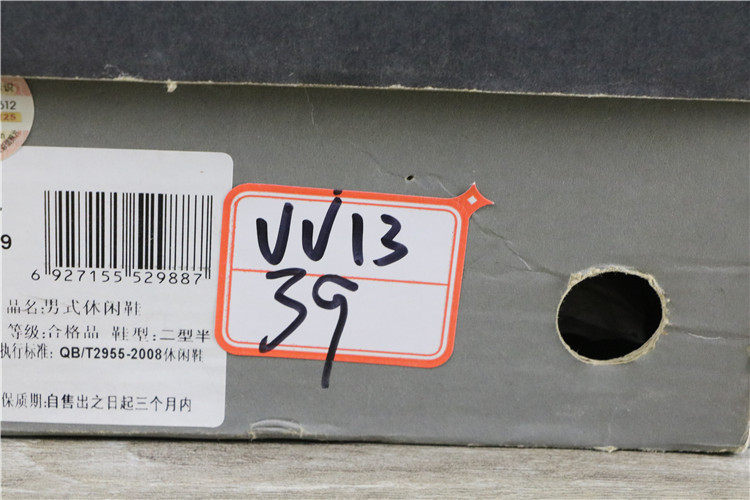 612
25
9
6 927155 529887
品名:男式休闲鞋
等级:合格品 鞋型:二型半
执行标准: QB/T2955-2008休闲鞋
保质期:自售出之日起三个月内
VV13
39